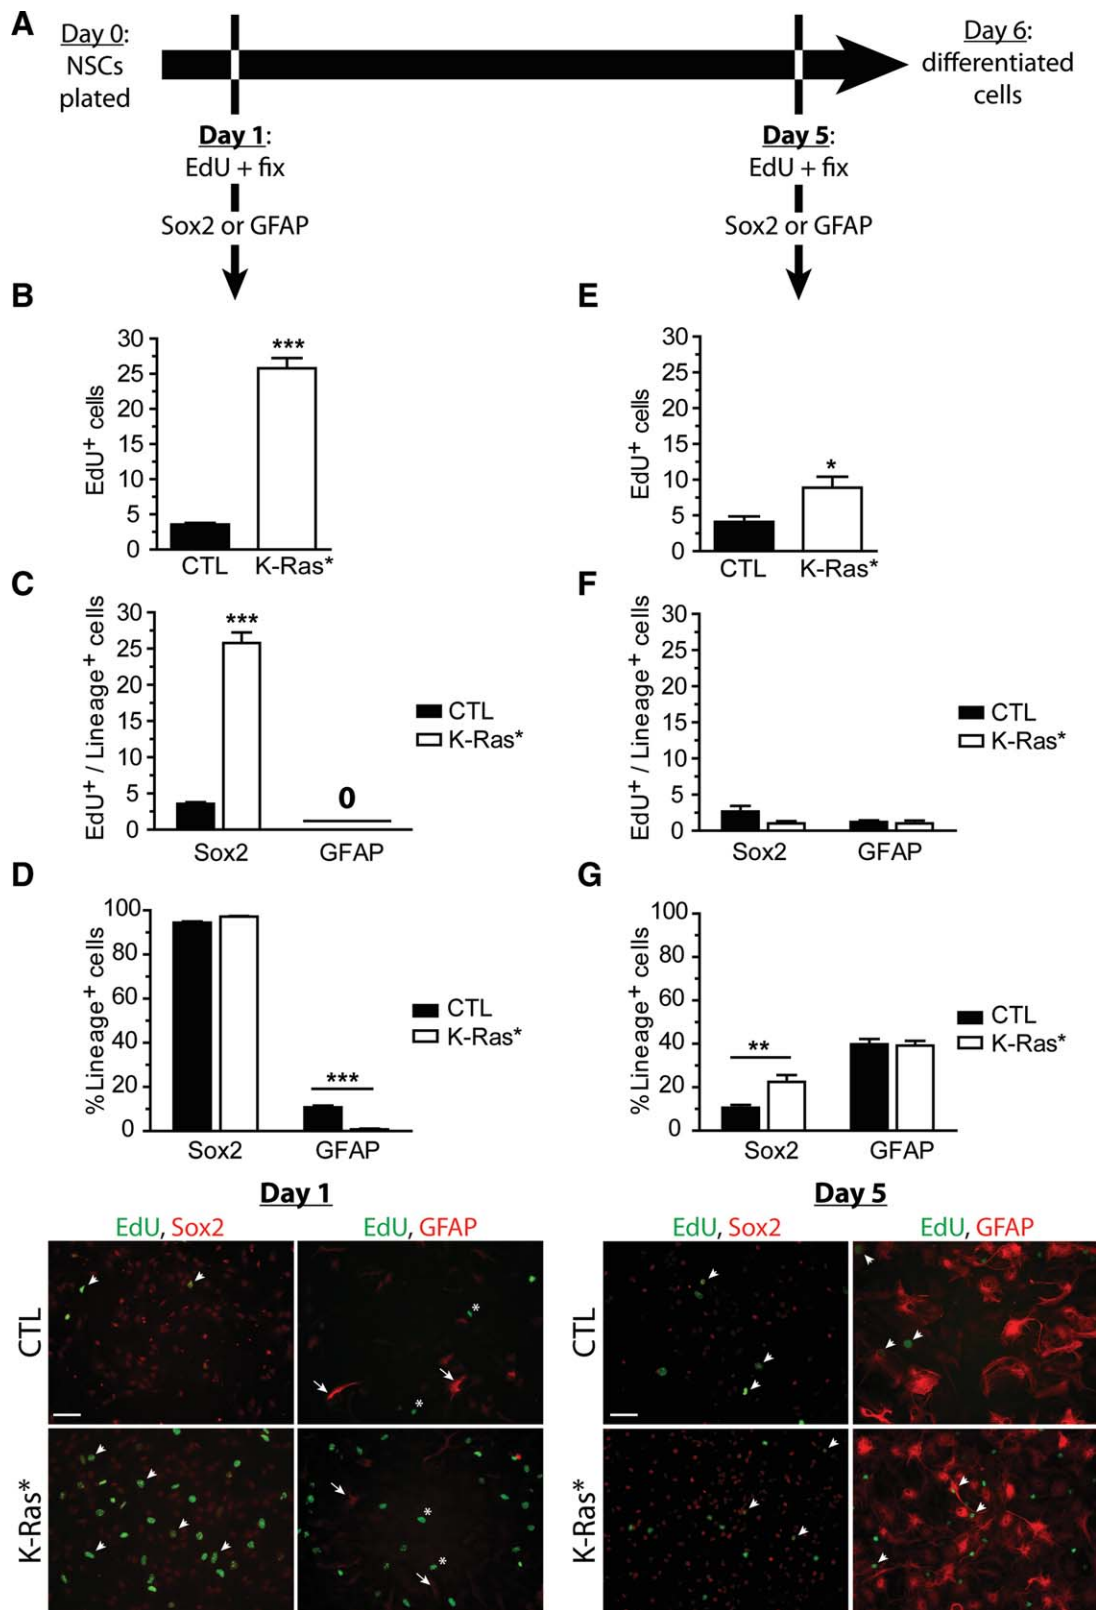 A
Day 0:
NSCs
plated
Day 6:
differentiated
cells
Day 1:
EdU + fix
Sox2 or GFAP
Day 5:
EdU + fix
Sox2 or GFAP
B
EdU+ cells
30
25
20
15
10
5
0
***
CTL K-Ras*
E
EdU+ cells
30
25
20
15
10
5
0
*
CTL K-Ras*
C
EdU+ / Lineage+ cells
30
25
20
15
10
5
0
***
0
Sox2 GFAP
CTL
K-Ras*
F
EdU+ / Lineage+ cells
30
25
20
15
10
5
0
Sox2 GFAP
CTL
K-Ras*
D
% Lineage+ cells
100
80
60
40
20
0
***
Sox2 GFAP
CTL
K-Ras*
G
% Lineage+ cells
100
80
60
40
20
0
**
Sox2 GFAP
CTL
K-Ras*
Day 1
EdU, Sox2 EdU, GFAP
CTL
*
*
K-Ras*
*
*
Day 5
EdU, Sox2 EdU, GFAP
CTL
K-Ras*